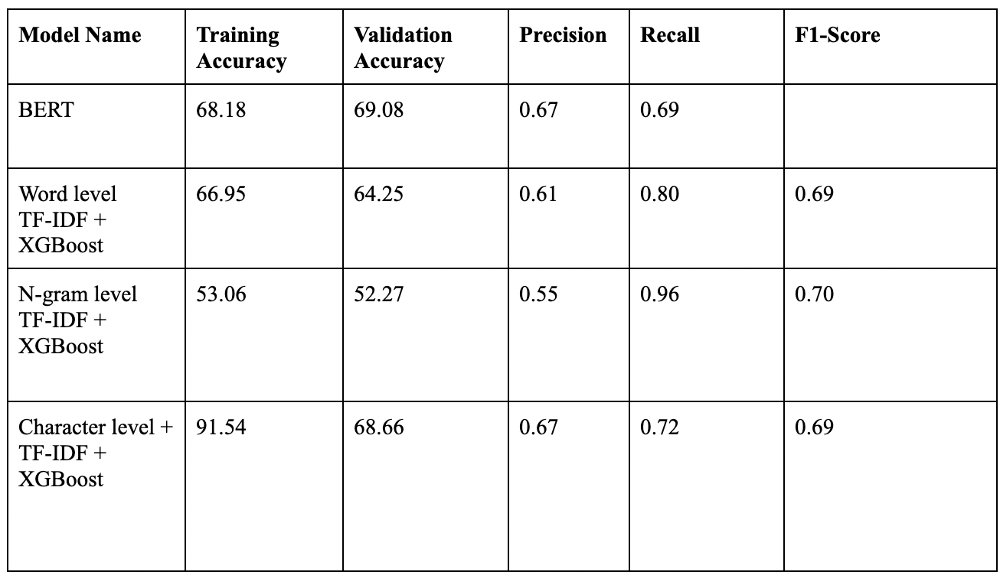 Model Name Training Accuracy Validation Accuracy Precision Recall F1-Score
BERT 68.18 69.08 0.67 0.69
Word level TF-IDF + XGBoost 66.95 64.25 0.61 0.80 0.69
N-gram level TF-IDF + XGBoost 53.06 52.27 0.55 0.96 0.70
Character level + TF-IDF + XGBoost 91.54 68.66 0.67 0.72 0.69